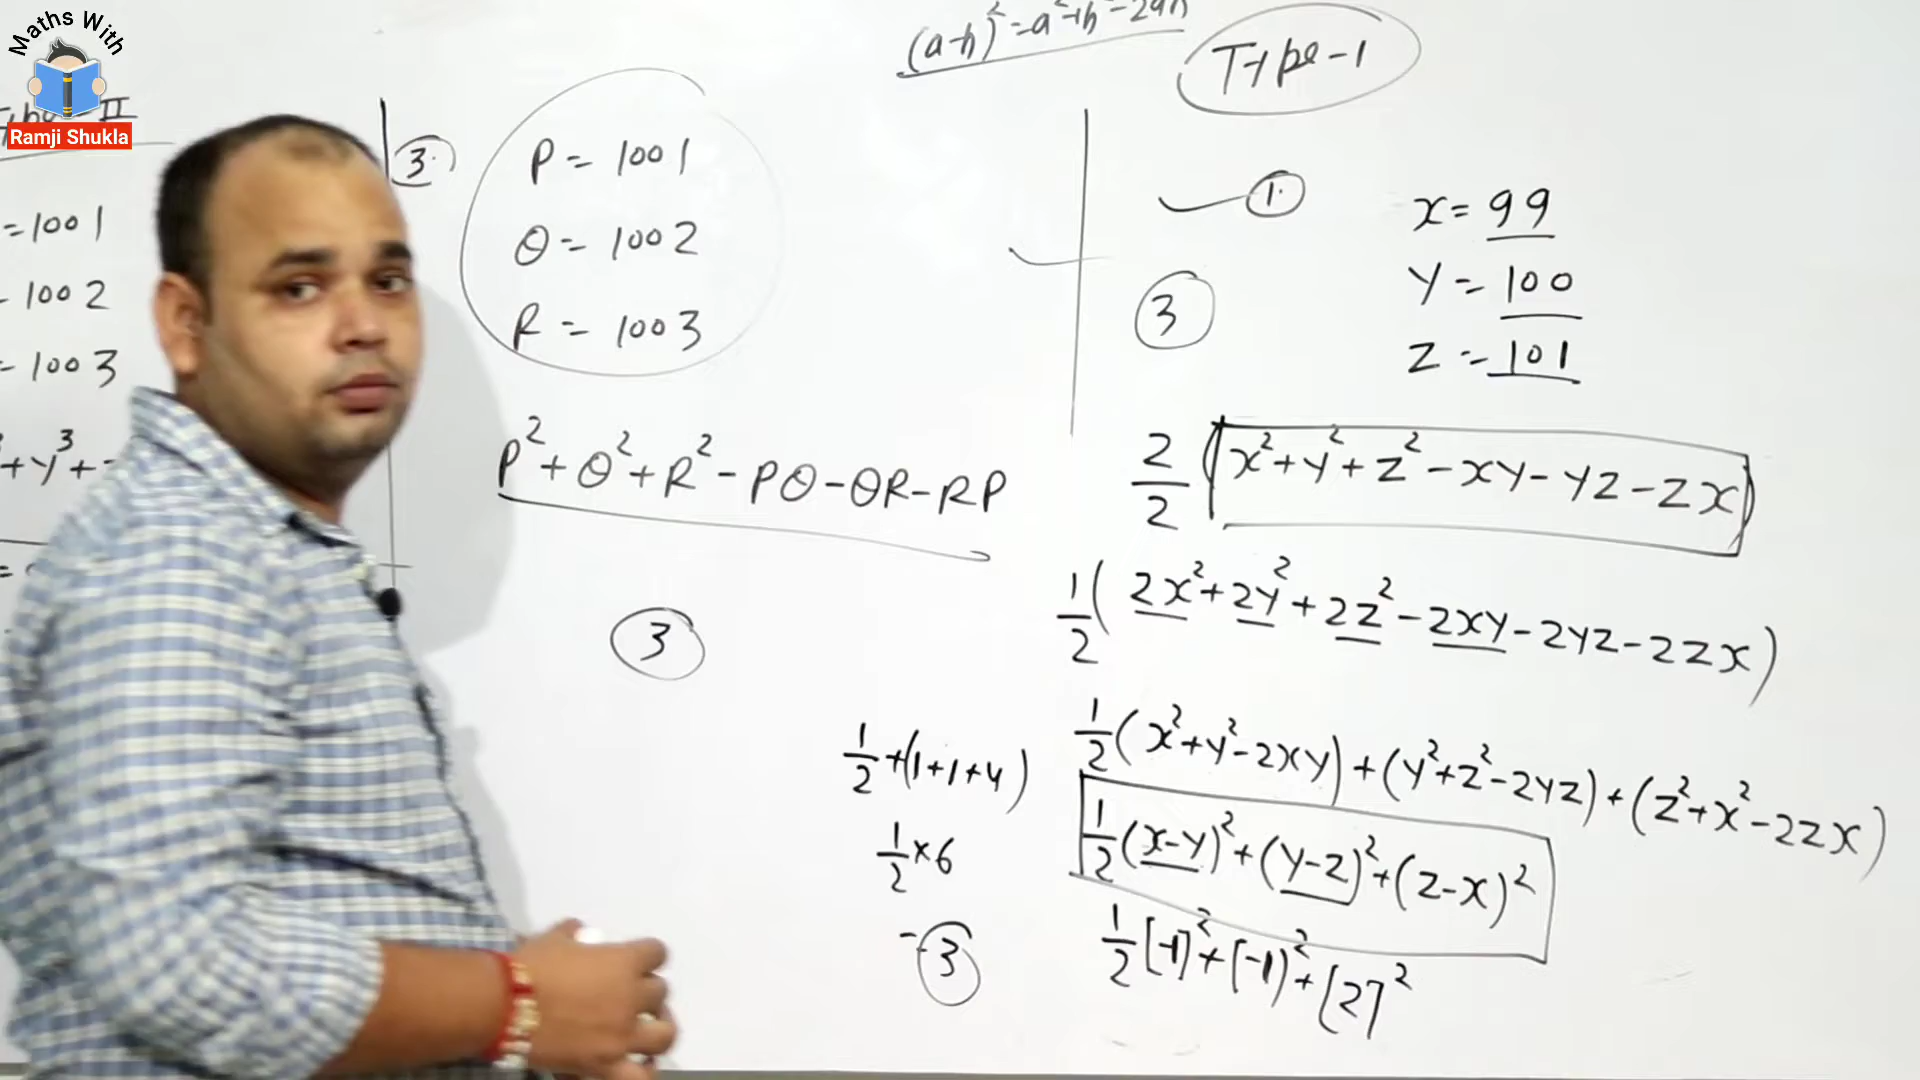 Maths With
Ramji Shukla
II
=1001
- 1002
- 1003
+ y³ +
=
3.
P = 1001
Q = 1002
R = 1003
P² + Q² + R² - PQ - QR - RP
3
(a-b)² = a² + b² - 2ab
Type-1
1.
x = 99
Y = 100
Z = 101
3
2/2 (x² + y² + z² - xy - yz - zx)
1/2 (2x² + 2y² + 2z² - 2xy - 2yz - 2zx)
1/2 (x² + y² - 2xy) + (y² + z² - 2yz) + (z² + x² - 2zx)
1/2 (x-y)² + (y-z)² + (z-x)²
1/2 [-1]² + (-1)² + [2]²
1/2 + (1+1+4)
1/2 × 6
- 3